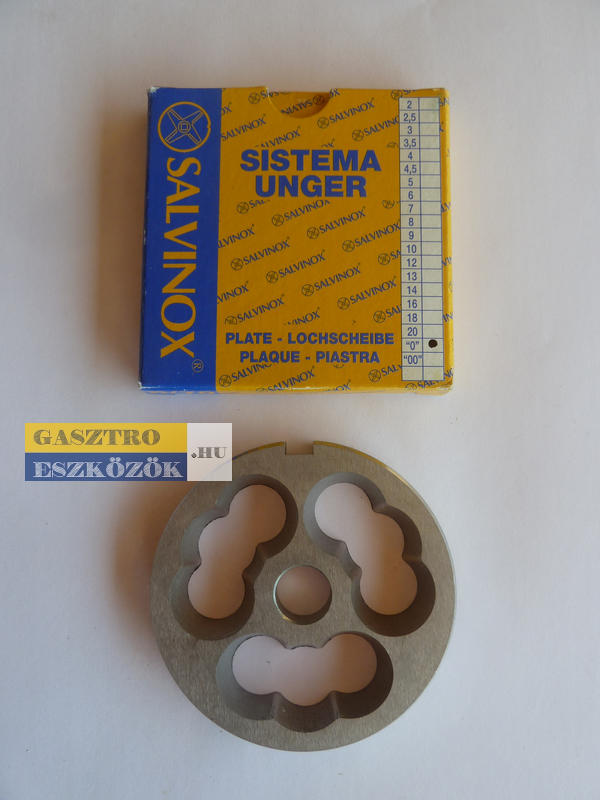 SALVINOX®
SISTEMA
UNGER
PLATE - LOCHSCHEIBE
PLAQUE - PIASTRA
2
2,5
3
3,5
4
4,5
5
6
7
8
9
10
12
13
14
16
18
20
"0"
"00"
SALVINOX
GASZTRO
ESZKÖZÖK
.HU